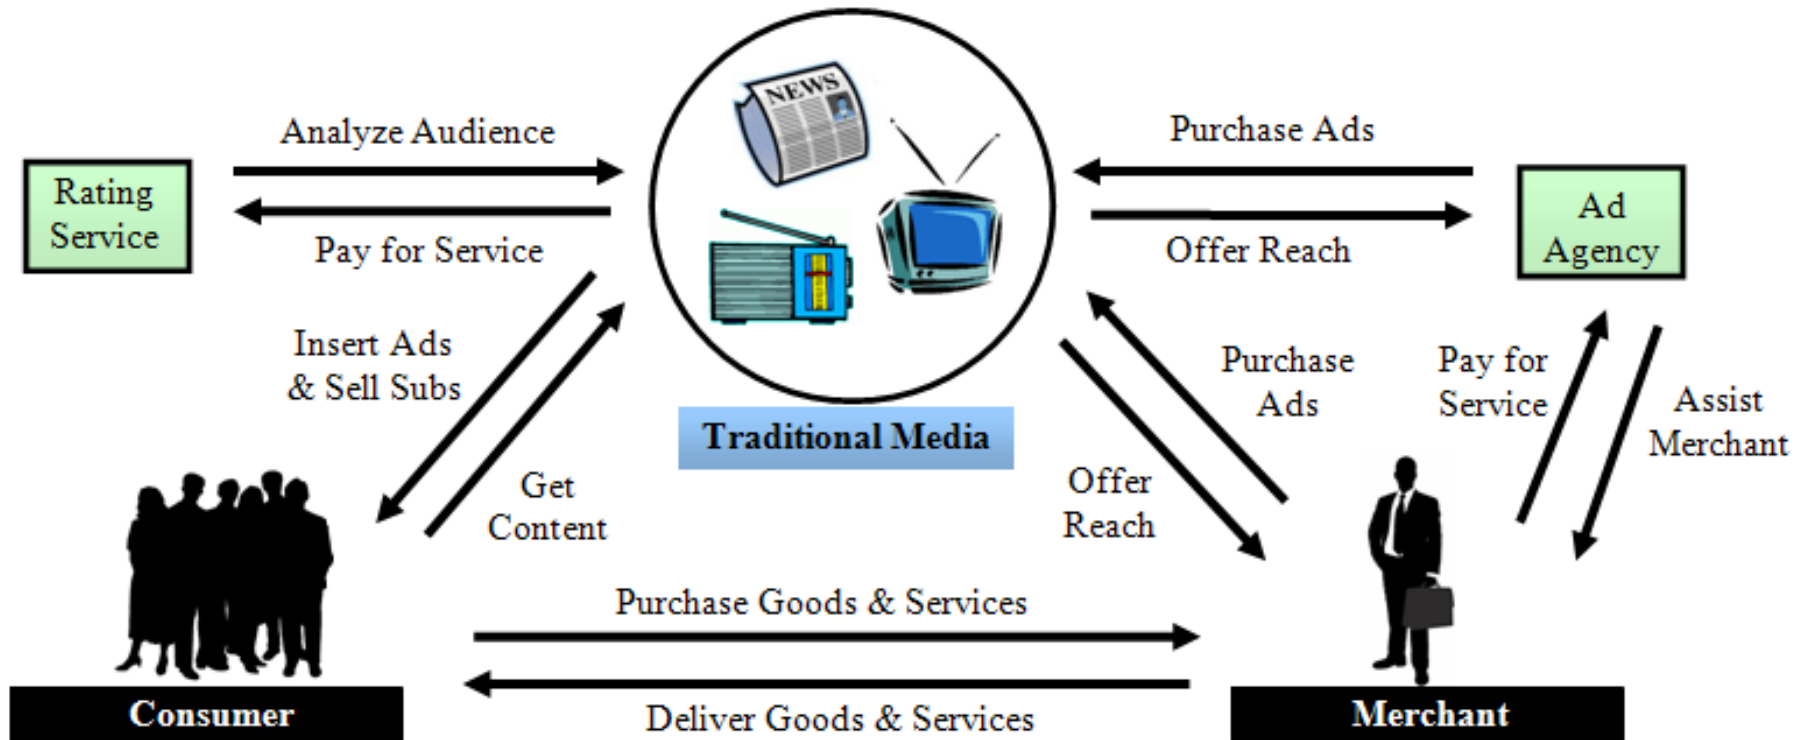 NEWS
Analyze Audience
Purchase Ads
Rating
Service
Pay for Service
Offer Reach
Ad
Agency
Insert Ads
& Sell Subs
Get
Content
Traditional Media
Purchase
Ads
Offer
Reach
Pay for
Service
Assist
Merchant
Purchase Goods & Services
Deliver Goods & Services
Consumer
Merchant